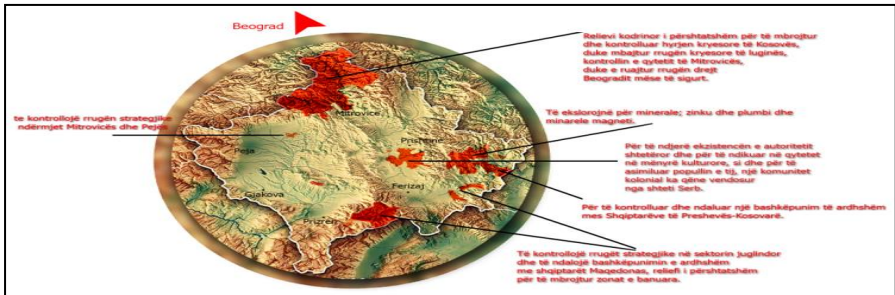 Beograd
Relievi kodrinor i përshtatshëm për të mbrojtur
dhe kontrolluar hyrjen kryesore të Kosovës,
duke mbajtur rrugën kryesore të luginës,
kontrollin e qytetit të Mitrovicës,
duke e ruajtur rrugën drejt
Beogradit mëse të sigurt.
te kontrollojë rrugën strategjike
ndërmjet Mitrovicës dhe Pejës
Mitrovice
Të ekslorojnë për minerale; zinku dhe plumbi dhe
minarele magneti.
Prishtinë
Peja
Për të ndjerë ekzistencën e autoritetit
shtetëror dhe për të ndikuar në qytetet
në mënyrë kulturore, si dhe për të
asimiluar popullin e tij, një komunitet
kolonial ka qëne vendosur
nga shteti Serb.
Gjakova
Ferizaj
Për të kontrolluar dhe ndaluar një bashkëpunim të ardhshëm
mes Shqiptarëve të Preshevës-Kosovarë.
Prizren
Të kontrollojë rrugët strategjike në sektorin juglindor
dhe të ndalojë bashkëpunimin e ardhshëm
me shqiptarët Maqedonas, reliefi i përshtatshëm
për të mbrojtur zonat e banuara.